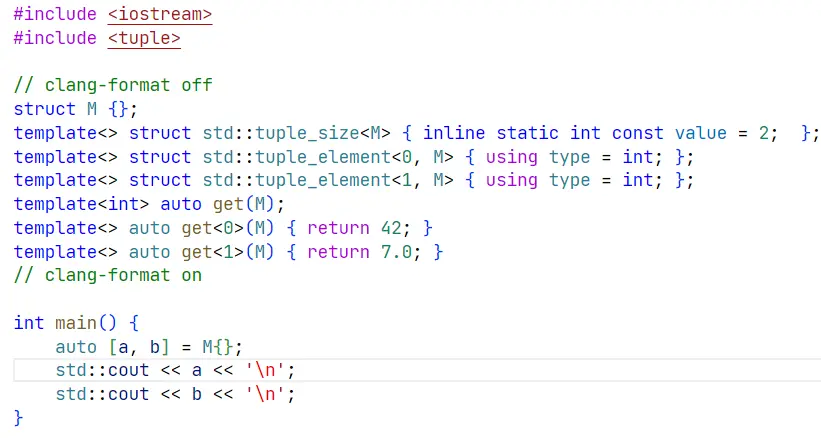 #include <iostream>
#include <tuple>

// clang-format off
struct M {};
template<> struct std::tuple_size<M> { inline static int const value = 2;  };
template<> struct std::tuple_element<0, M> { using type = int; };
template<> struct std::tuple_element<1, M> { using type = int; };
template<int> auto get(M);
template<> auto get<0>(M) { return 42; }
template<> auto get<1>(M) { return 7.0; }
// clang-format on

int main() {
    auto [a, b] = M{};
    std::cout << a << '\n';
    std::cout << b << '\n';
}